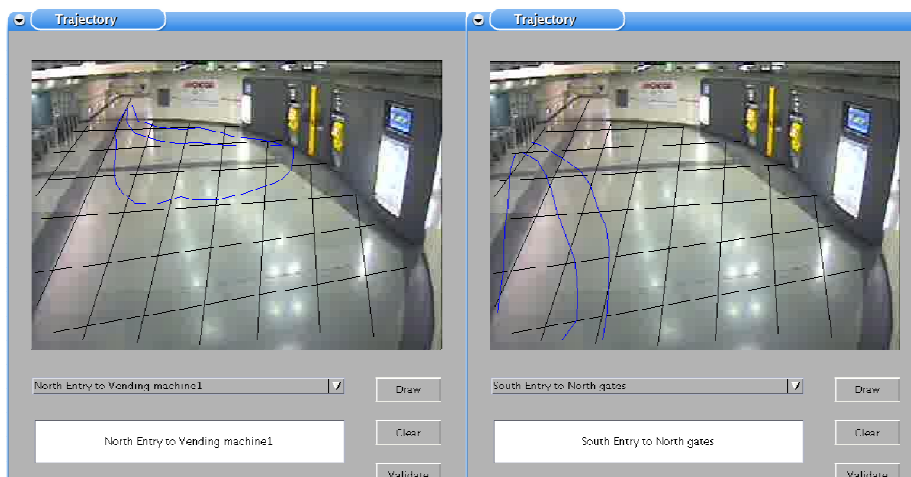 Trajectory
North Entry to Vending machine1
Draw
North Entry to Vending machine1
Clear
Validate
Trajectory
South Entry to North gates
Draw
South Entry to North gates
Clear
Validate